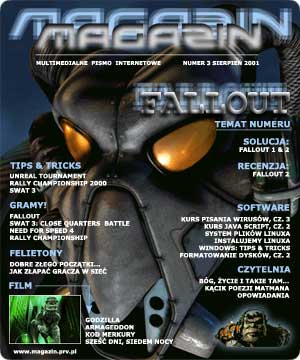 MAGAZIN
MAGAZIN
MULTIMEDIALNE PISMO INTERNETOWE
NUMER 3 SIERPIEŃ 2001
FALLOUT
TEMAT NUMERU
SOLUCJA:
FALLOUT 1 & 2
RECENZJA:
FALLOUT 2
TIPS & TRICKS
UNREAL TOURNAMENT
RALLY CHAMPIONSHIP 2000
SWAT 3
GRAMY!
FALLOUT
SWAT 3: CLOSE QUARTERS BATTLE
NEED FOR SPEED 4
RALLY CHAMPIONSHIP
FELIETONY
DOBRE ZŁEGO POCZĄTKI...
JAK ZŁAPAĆ GRACZA W SIEĆ
FILM
GODZILLA
ARMAGEDDON
KOD MERKURY
SZEŚĆ DNI, SIEDEM NOCY
SOFTWARE
KURS PISANIA WIRUSÓW, CZ. 3
KURS JAVA SCRIPT, CZ. 2
SYSTEM PLIKÓW LINUXA
INSTALUJEMY LINUXA
WINDOWS: TIPS & TRICKS
FORMATOWANIE DYSKÓW, CZ. 2
CZYTELNIA
BÓG, ŻYCIE I TAKIE TAM...
KĄCIK POEZJI MATMANA
OPOWIADANIA
www.magazin.prv.pl